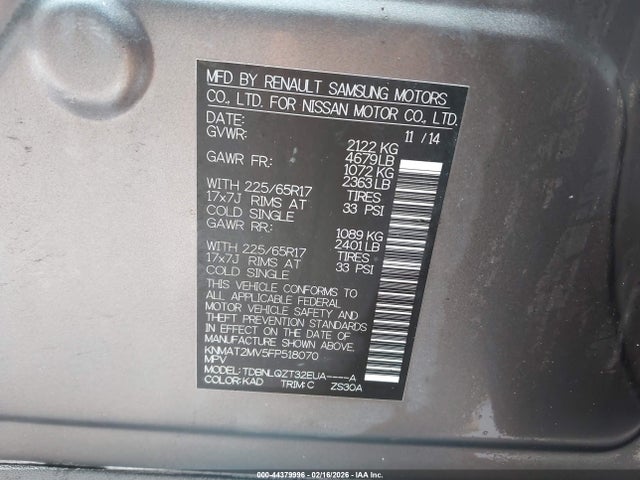 MFD BY RENAULT SAMSUNG MOTORS
CO., LTD. FOR NISSAN MOTOR CO., LTD.
DATE: 11 / 14
GVWR: 2122 KG
4679 LB
GAWR FR: 1072 KG
2363 LB
WITH 225/65R17 TIRES
17x7J RIMS AT 33 PSI
COLD SINGLE
GAWR RR: 1089 KG
2401 LB
WITH 225/65R17 TIRES
17x7J RIMS AT 33 PSI
COLD SINGLE
THIS VEHICLE CONFORMS TO
ALL APPLICABLE FEDERAL
MOTOR VEHICLE SAFETY AND
THEFT PREVENTION STANDARDS
IN EFFECT ON THE DATE OF
MANUFACTURE SHOWN ABOVE.
KNMAT2MV5FP518070
MPV
MODEL: TDBNLQZT32EUA----A
COLOR: KAD TRIM: C ZS30A
000-44379996 - 02/16/2026 - IAA Inc.